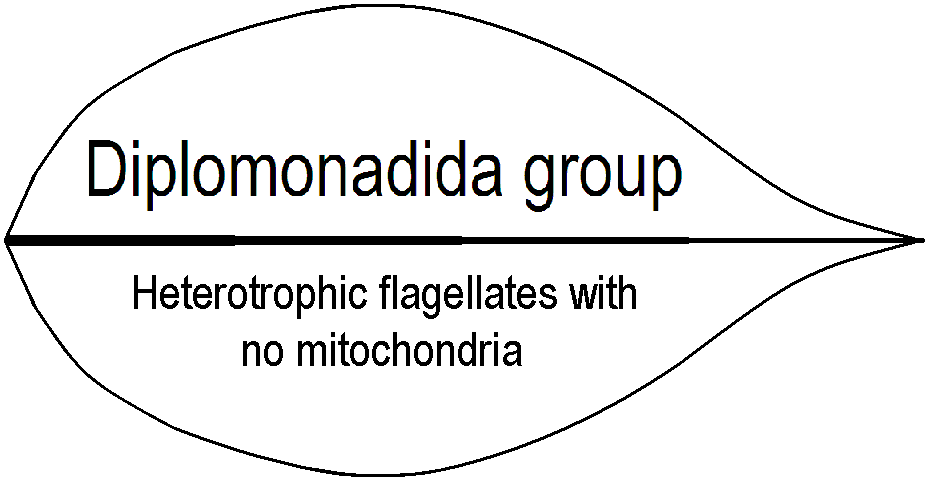 Diplomonadida group
Heterotrophic flagellates with
no mitochondria